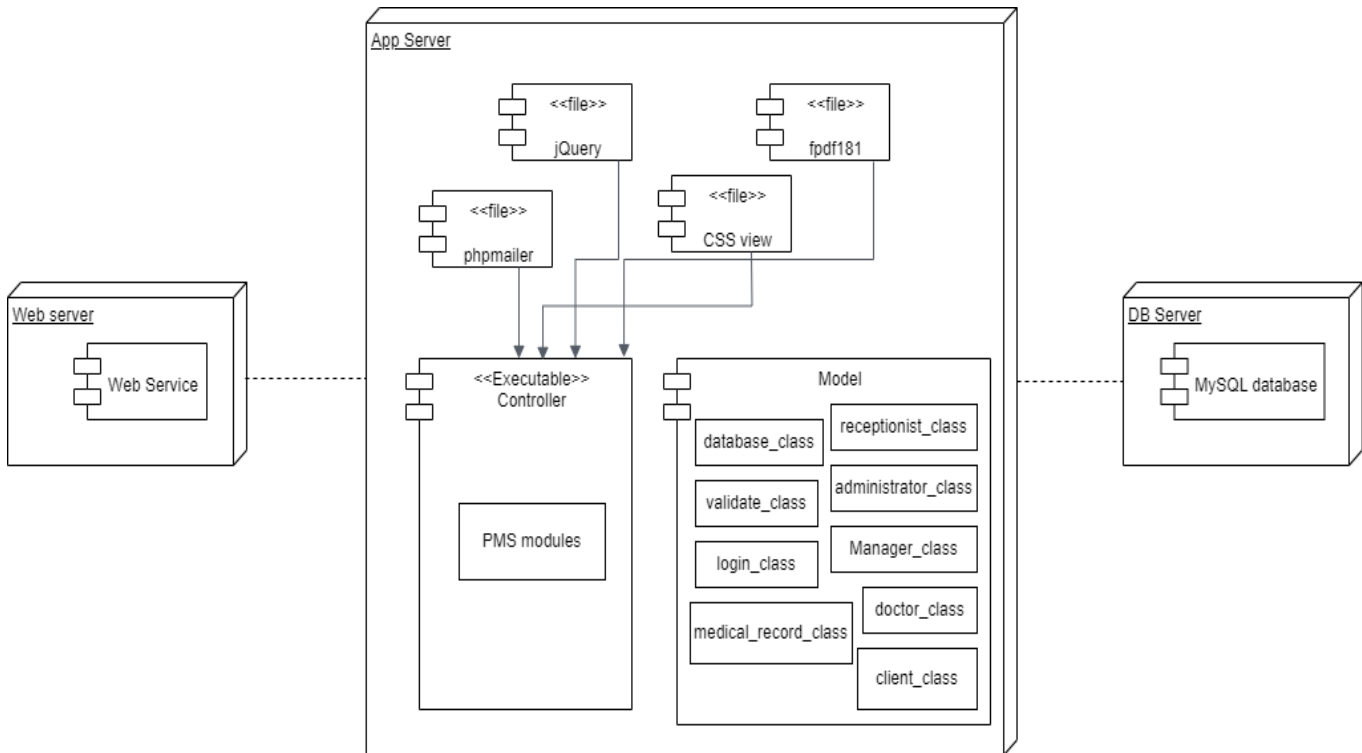 App Server
<<file>>
jQuery
<<file>>
fpdf181
<<file>>
phpmailer
<<file>>
CSS view
Web server
Web Service
<<Executable>>
Controller
PMS modules
Model
database_class
receptionist_class
validate_class
administrator_class
login_class
Manager_class
medical_record_class
doctor_class
client_class
DB Server
MySQL database